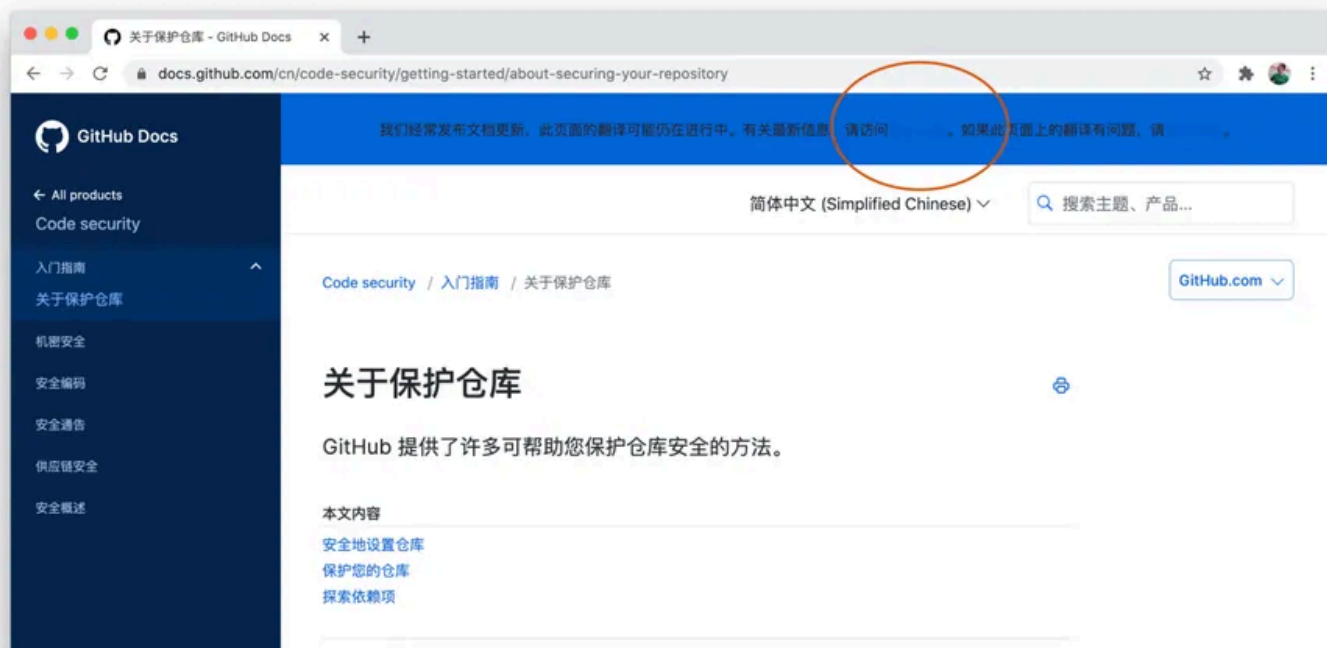 关于保护仓库 - GitHub Docs
docs.github.com/cn/code-security/getting-started/about-securing-your-repository
GitHub Docs
我们经常发布文档更新，此页面的翻译可能仍在进行中。有关最新信息，请访问 。如果此页面上的翻译有问题，请 。
All products
Code security
简体中文 (Simplified Chinese)
搜索主题、产品...
入门指南
关于保护仓库
机密安全
安全编码
安全通告
供应链安全
安全概述
Code security / 入门指南 / 关于保护仓库
GitHub.com
关于保护仓库
GitHub 提供了许多可帮助您保护仓库安全的方法。
本文内容
安全地设置仓库
保护您的仓库
探索依赖项